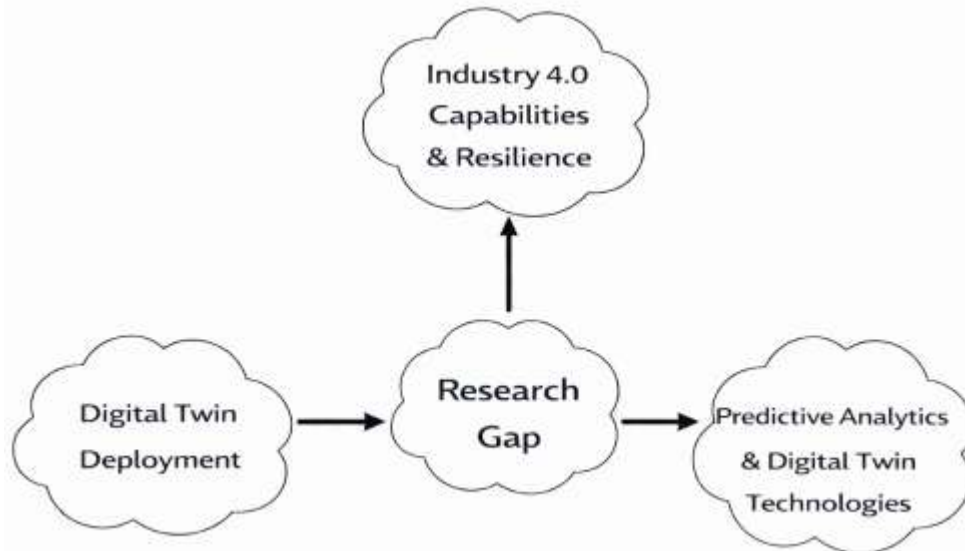 Industry 4.0
Capabilities
& Resilience
Digital Twin
Deployment
Research
Gap
Predictive Analytics
& Digital Twin
Technologies